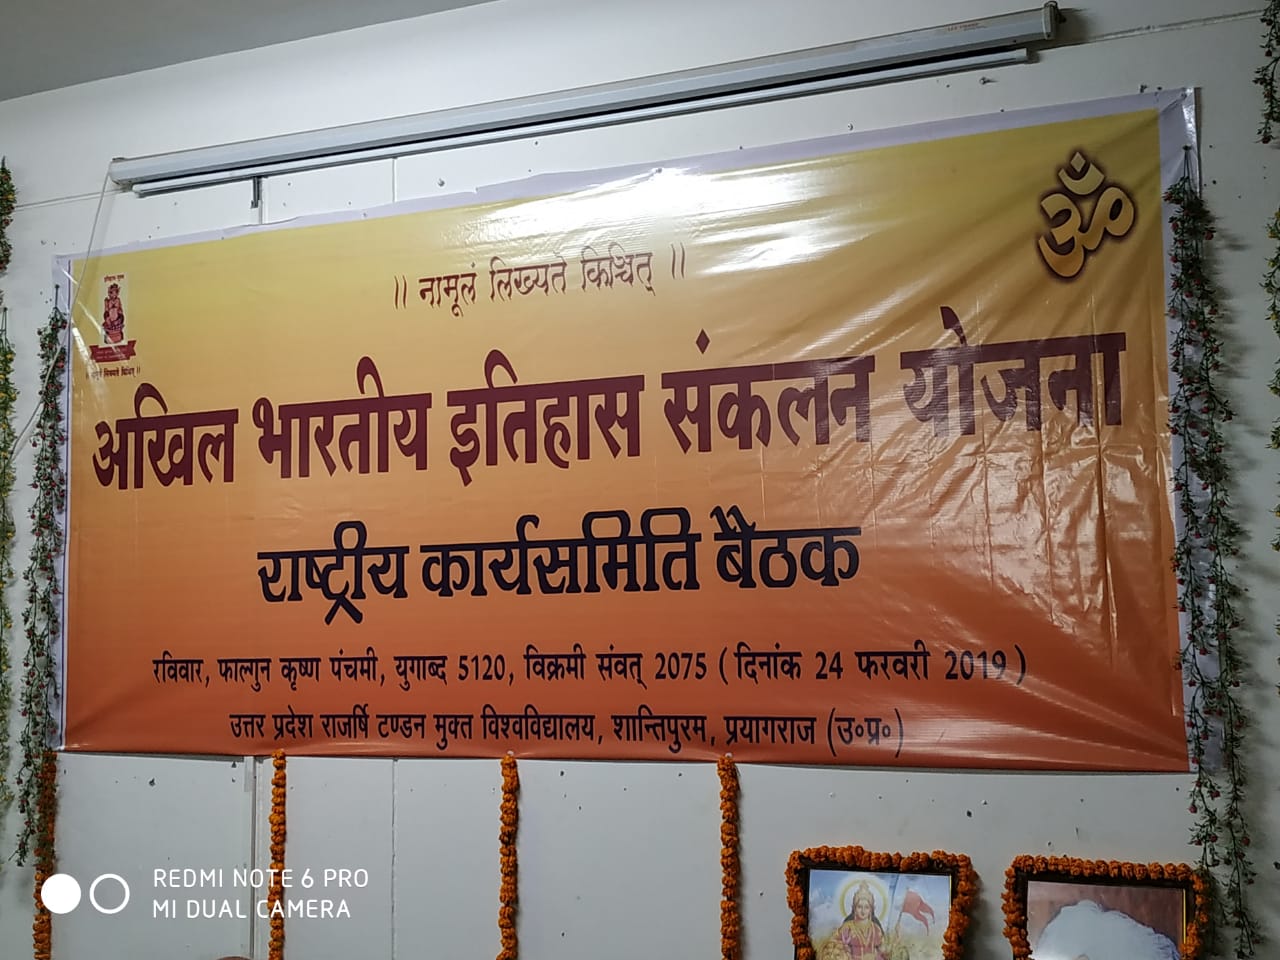 ।। नामूलं लिख्यते किञ्चित् ।।
अखिल भारतीय इतिहास संकलन योजना
राष्ट्रीय कार्यसमिति बैठक
रविवार, फाल्गुन कृष्ण पंचमी, युगाब्द 5120, विक्रमी संवत् 2075 ( दिनांक 24 फरवरी 2019 )
उत्तर प्रदेश राजर्षि टण्डन मुक्त विश्वविद्यालय, शान्तिपुरम, प्रयागराज (उ०प्र०)
ॐ
REDMI NOTE 6 PRO
MI DUAL CAMERA